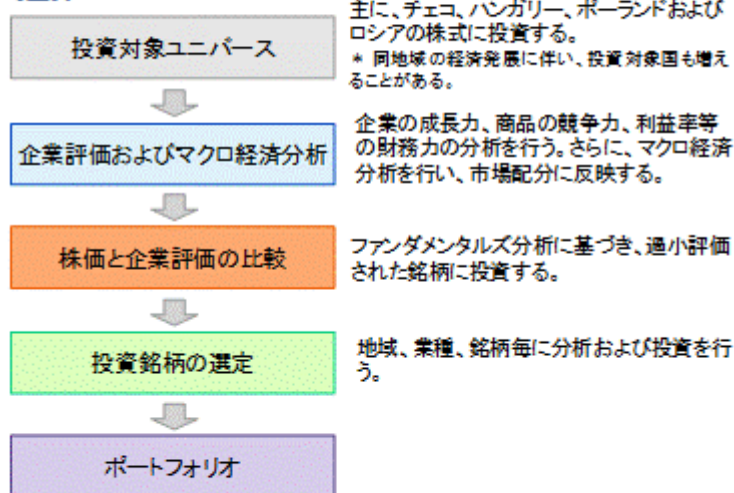 投資対象ユニバース
主に、チェコ、ハンガリー、ポーランドおよび
ロシアの株式に投資する。
* 同地域の経済発展に伴い、投資対象国も増え
ることがある。
企業評価およびマクロ経済分析
企業の成長力、商品の競争力、利益率等
の財務力の分析を行う。さらに、マクロ経済
分析を行い、市場配分に反映する。
株価と企業評価の比較
ファンダメンタルズ分析に基づき、過小評価
された銘柄に投資する。
投資銘柄の選定
地域、業種、銘柄毎に分析および投資を行
う。
ポートフォリオ